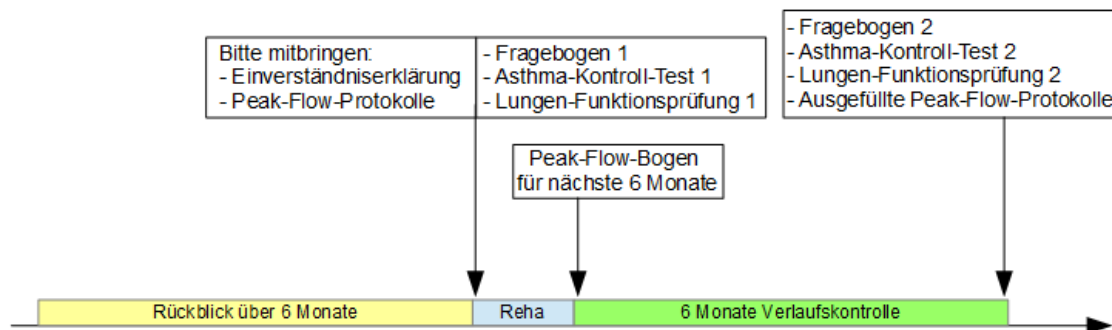 Bitte mitbringen:
- Einverständniserklärung
- Peak-Flow-Protokolle
- Fragebogen 1
- Asthma-Kontroll-Test 1
- Lungen-Funktionsprüfung 1
- Fragebogen 2
- Asthma-Kontroll-Test 2
- Lungen-Funktionsprüfung 2
- Ausgefüllte Peak-Flow-Protokolle
Peak-Flow-Bogen
für nächste 6 Monate
Rückblick über 6 Monate
Reha
6 Monate Verlaufskontrolle